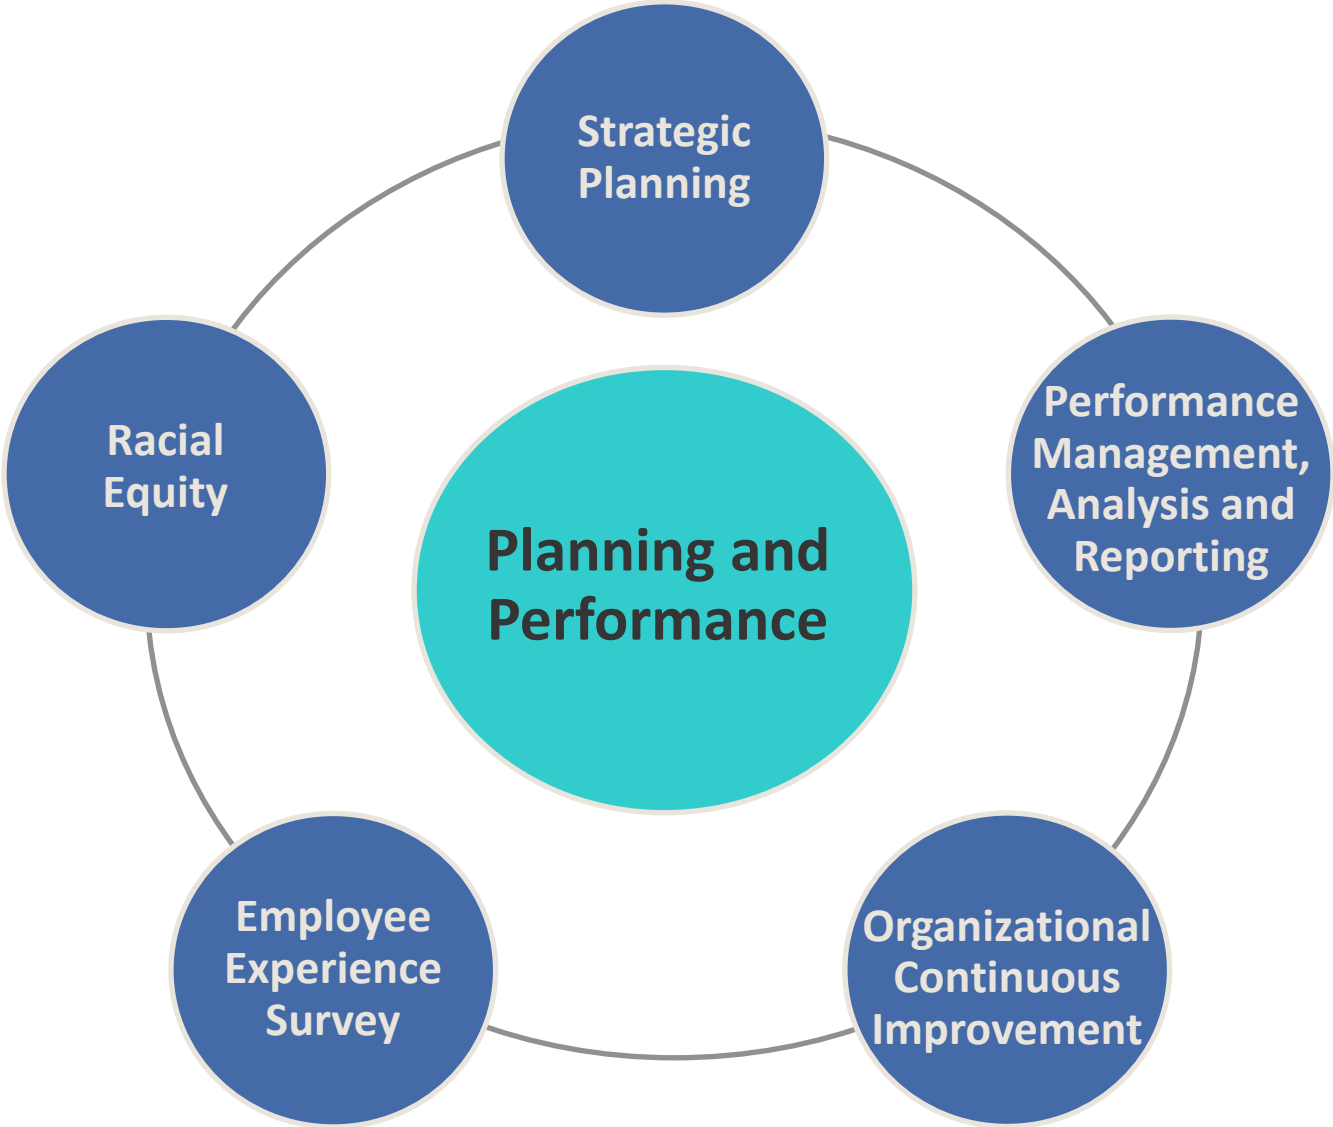 Strategic
Planning
Performance
Management,
Analysis and
Reporting
Organizational
Continuous
Improvement
Employee
Experience
Survey
Racial
Equity
Planning and
Performance